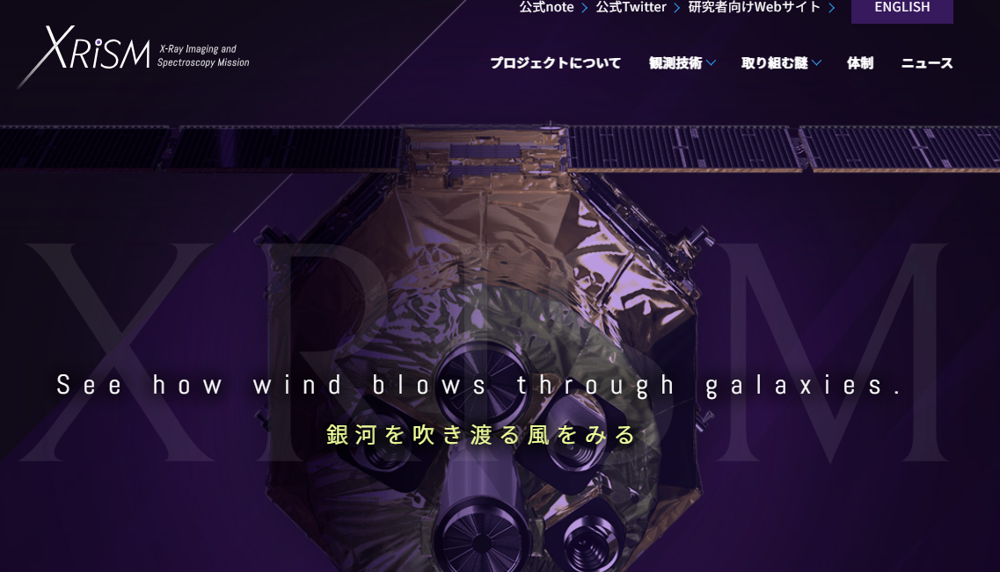 公式note 公式Twitter 研究者向けWebサイト ENGLISH
XRiSM X-Ray Imaging and
Spectroscopy Mission
プロジェクトについて 観測技術 取り組む謎 体制 ニュース
XRISM
See how wind blows through galaxies.
銀河を吹き渡る風をみる